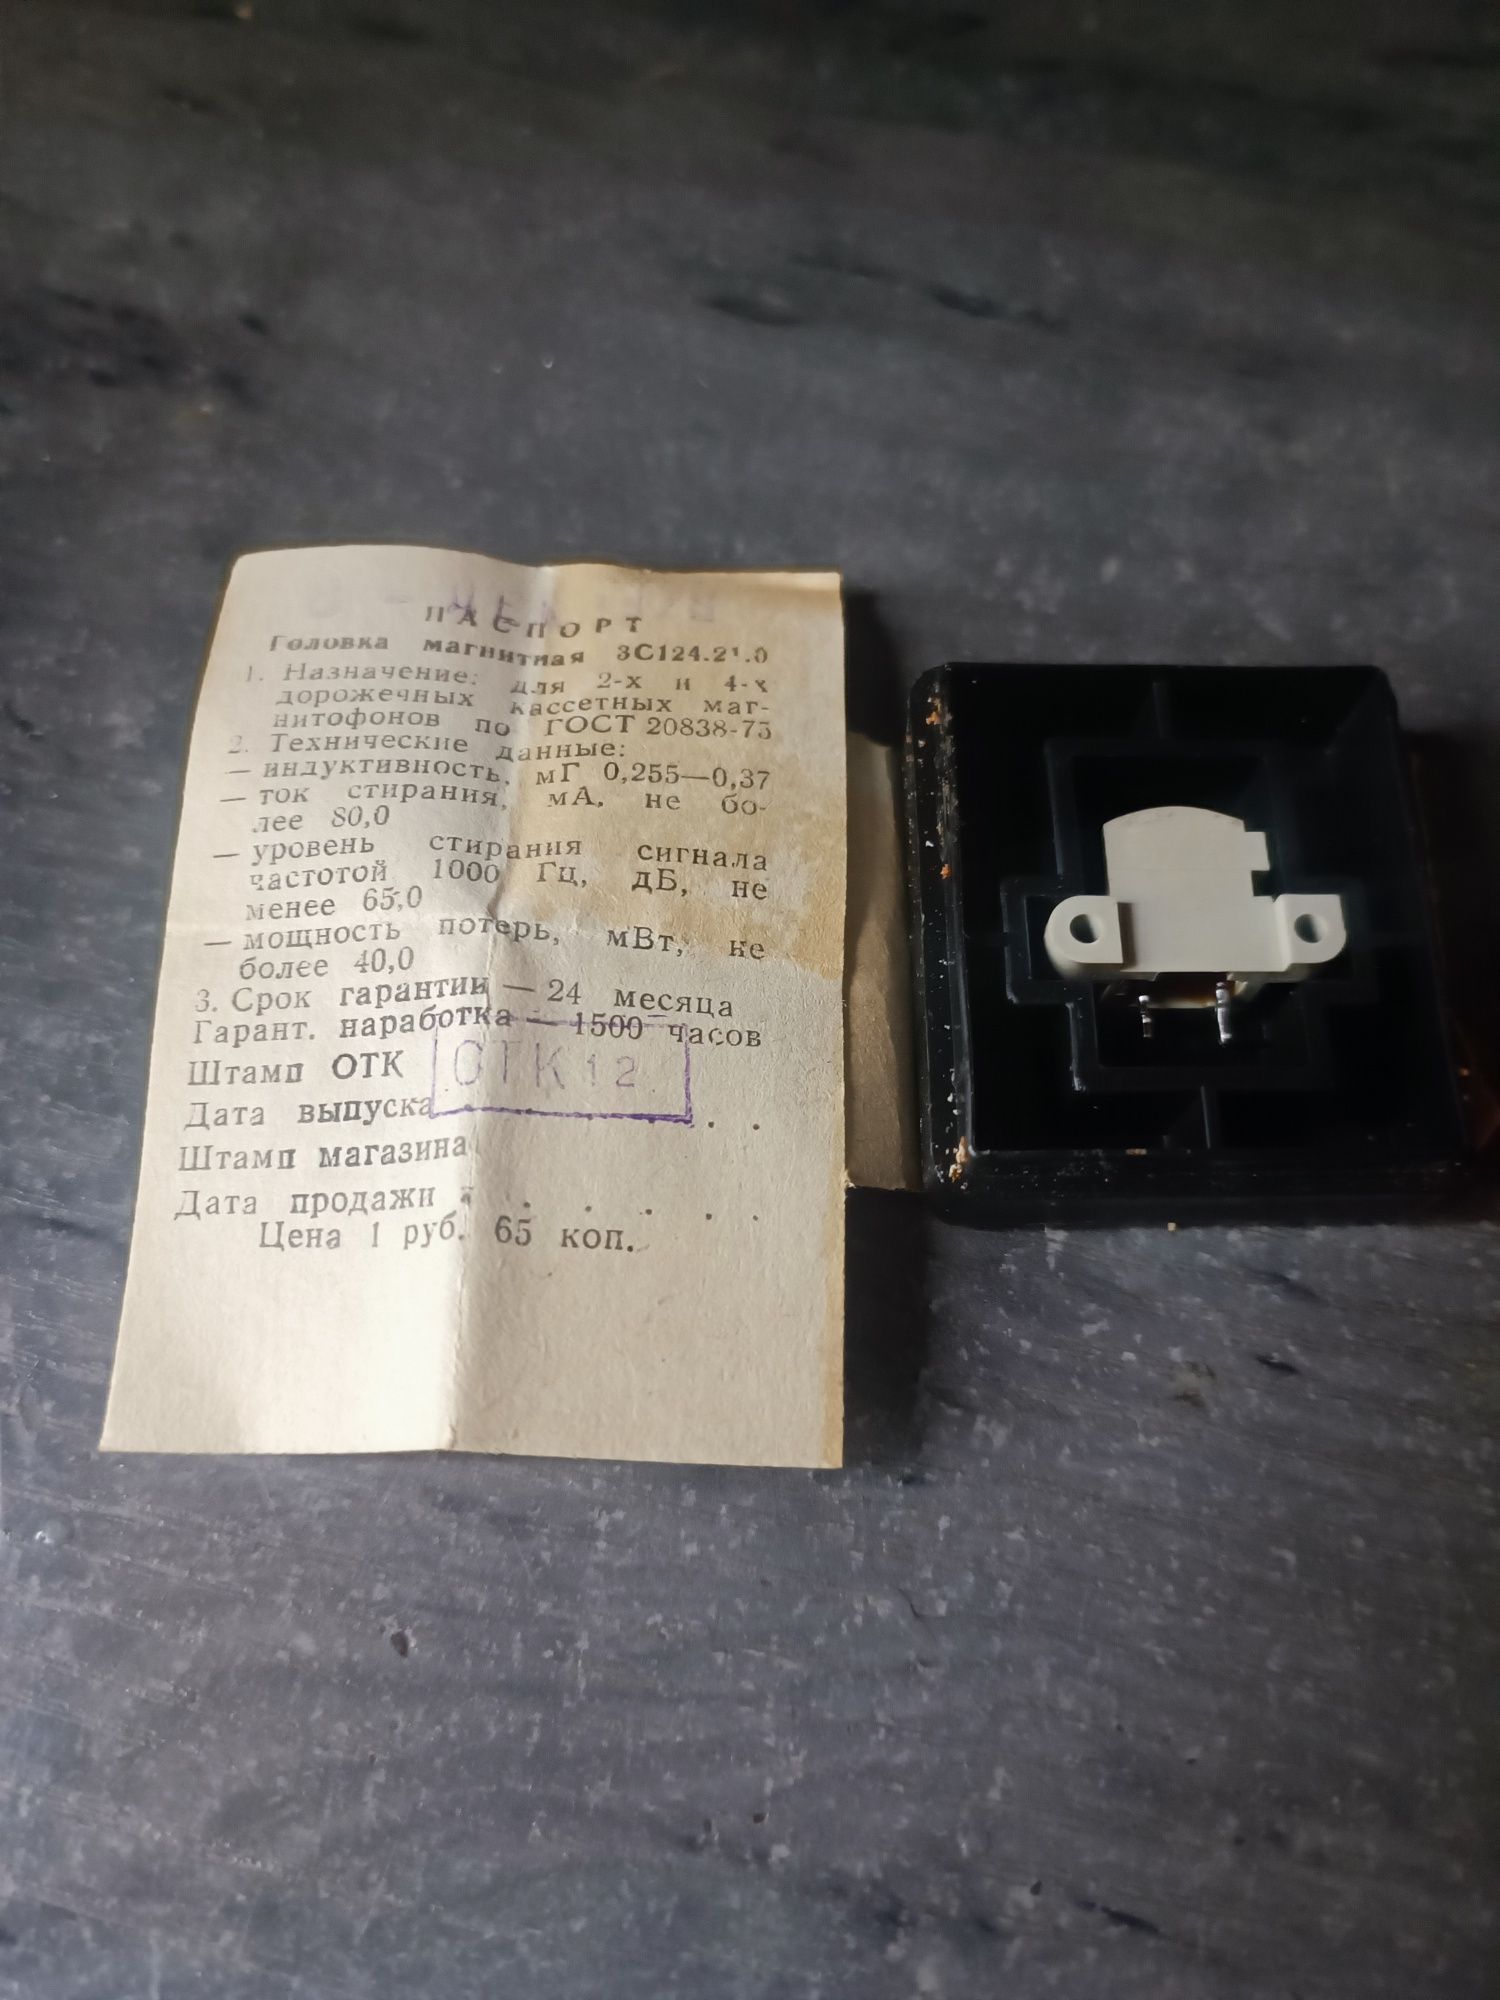 ПАСПОРТ
Головка магнитная 3С124.21.0
1. Назначение: для 2-х и 4-х
дорожечных кассетных маг-
нитофонов по ГОСТ 20838-75
2. Технические данные:
— индуктивность, мГ 0,255—0,37
— ток стирания, мА, не бо-
лее 80,0
— уровень стирания сигнала
частотой 1000 Гц, дБ, не
менее 65,0
— мощность потерь, мВт, не
более 40,0
3. Срок гарантии — 24 месяца
Гарант. наработка — 1500 часов
Штамп ОТК
ОТК 12
Дата выпуска . .
Штамп магазина
Дата продажи . . . . .
Цена 1 руб. 65 коп.